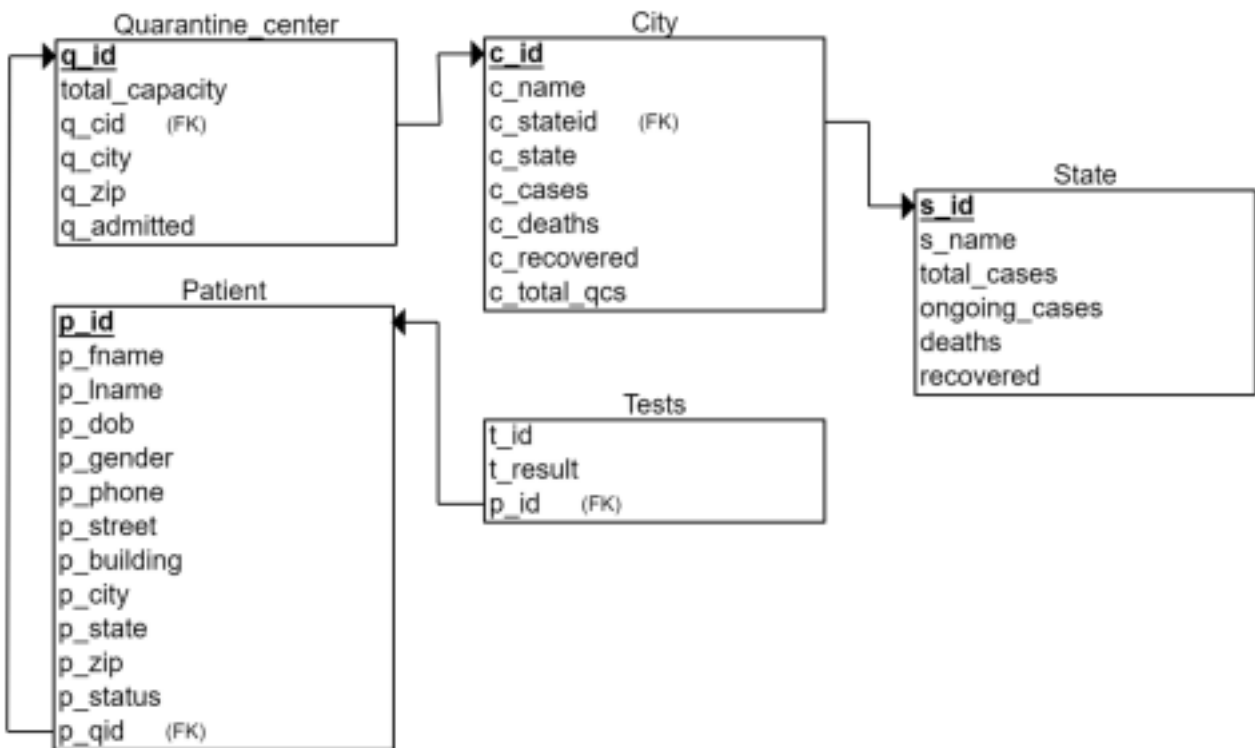 Quarantine_center
q_id
total_capacity
q_cid (FK)
q_city
q_zip
q_admitted
City
c_id
c_name
c_stateid (FK)
c_state
c_cases
c_deaths
c_recovered
c_total_qcs
State
s_id
s_name
total_cases
ongoing_cases
deaths
recovered
Patient
p_id
p_fname
p_lname
p_dob
p_gender
p_phone
p_street
p_building
p_city
p_state
p_zip
p_status
p_qid (FK)
Tests
t_id
t_result
p_id (FK)